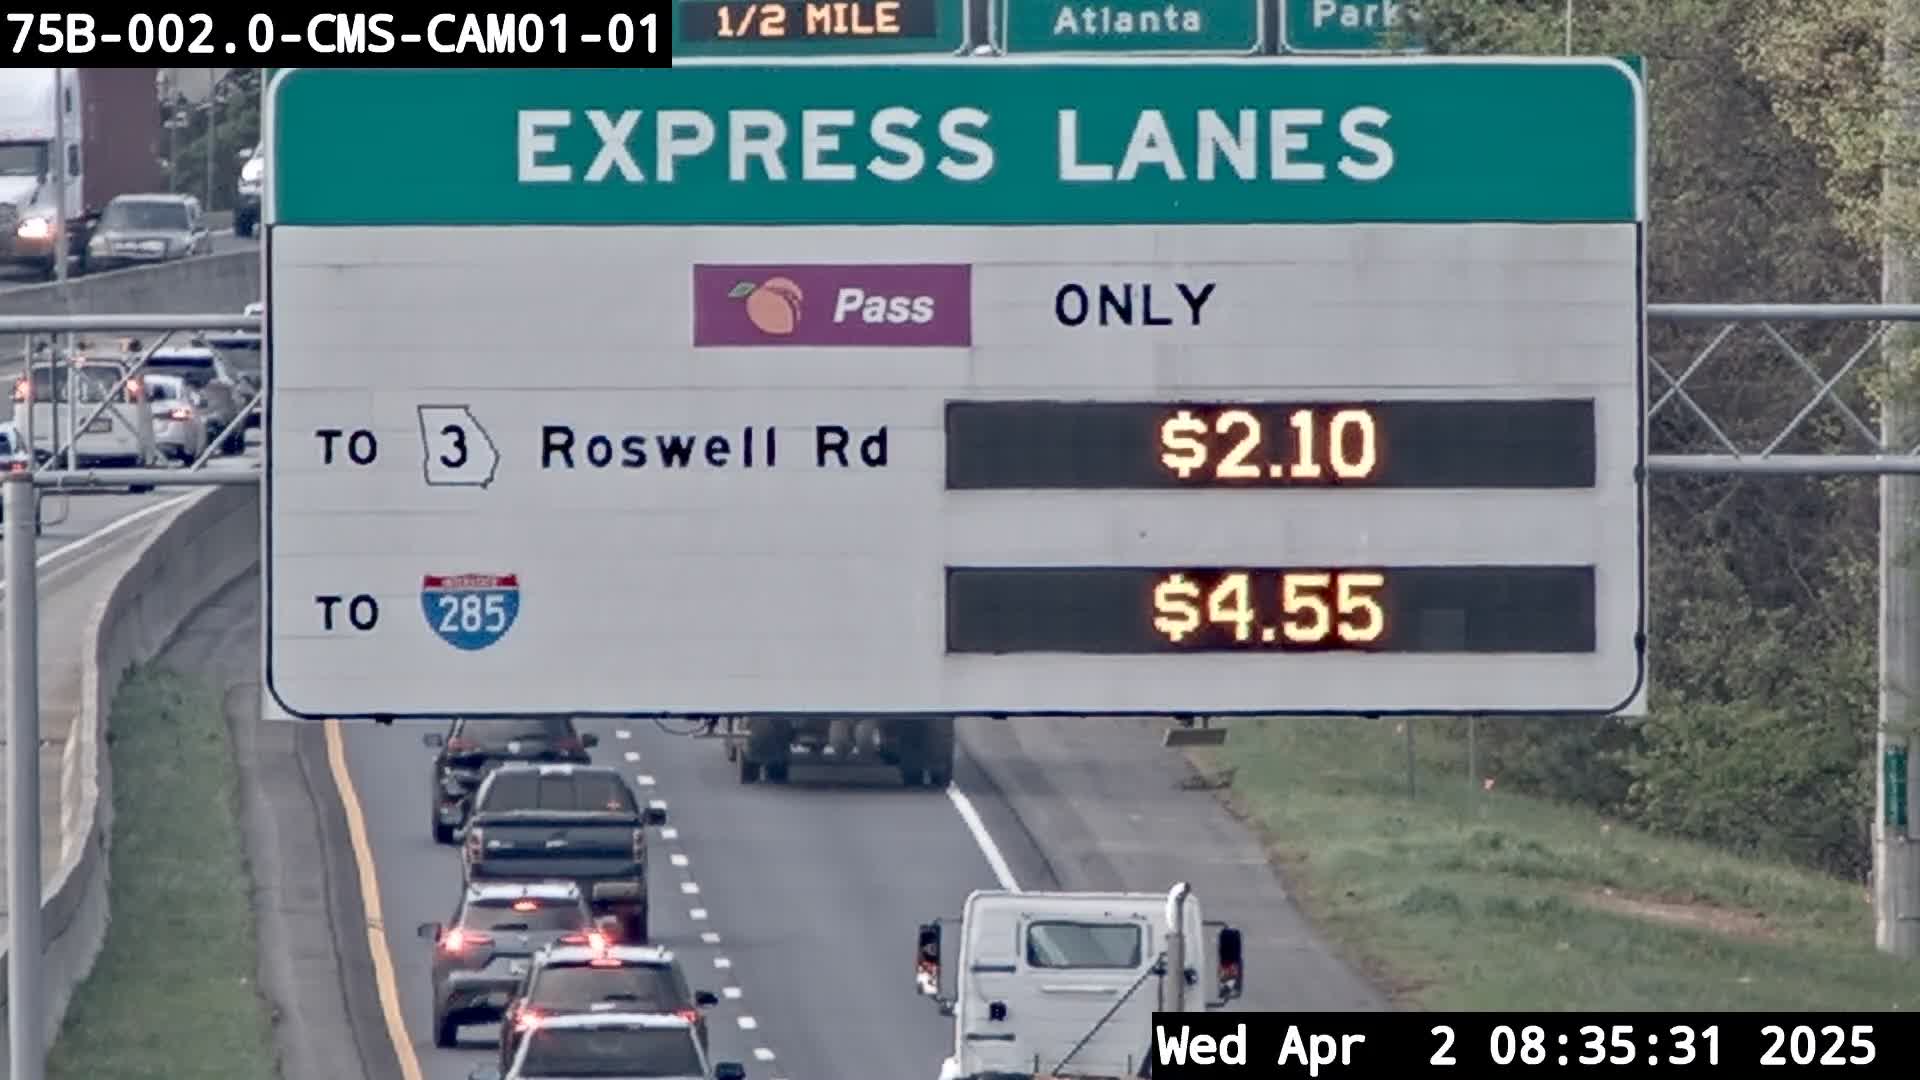 75B-002.0-CMS-CAM01-01
1/2 MILE
Atlanta
EXPRESS LANES
Pass ONLY
TO 3 Roswell Rd $2.10
TO INTERSTATE 285 $4.55
Wed Apr 2 08:35:31 2025